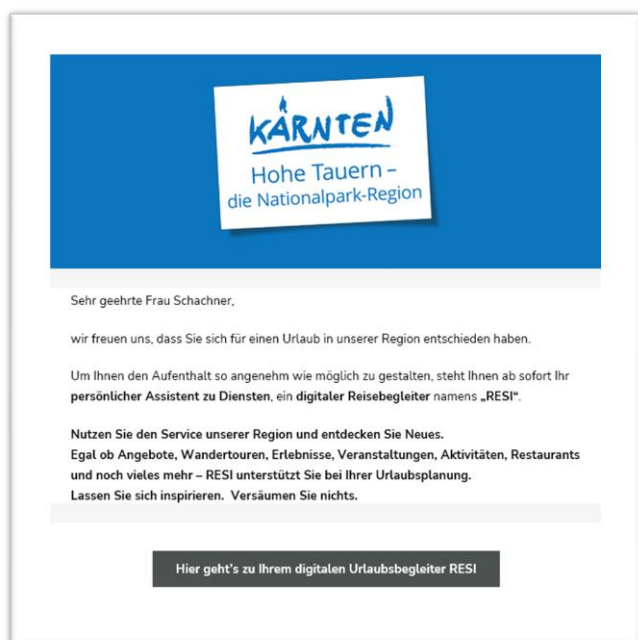 KÄRNTEN
Hohe Tauern –
die Nationalpark-Region
Sehr geehrte Frau Schachner,
wir freuen uns, dass Sie sich für einen Urlaub in unserer Region entschieden haben.
Um Ihnen den Aufenthalt so angenehm wie möglich zu gestalten, steht Ihnen ab sofort Ihr
persönlicher Assistent zu Diensten, ein digitaler Reisebegleiter namens „RESI“.
Nutzen Sie den Service unserer Region und entdecken Sie Neues.
Egal ob Angebote, Wandertouren, Erlebnisse, Veranstaltungen, Aktivitäten, Restaurants
und noch vieles mehr – RESI unterstützt Sie bei Ihrer Urlaubsplanung.
Lassen Sie sich inspirieren. Versäumen Sie nichts.
Hier geht's zu Ihrem digitalen Urlaubsbegleiter RESI